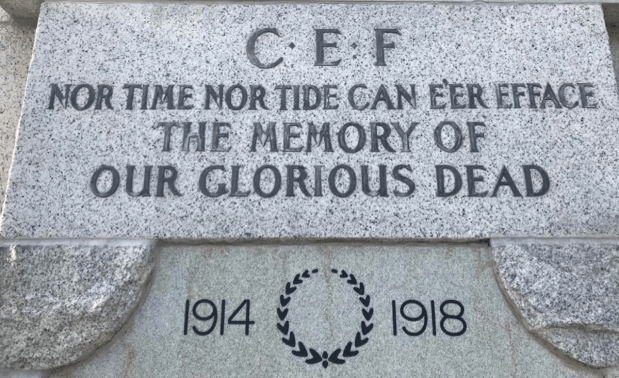 C·E·F
NOR TIME NOR TIDE CAN E'ER EFFACE
THE MEMORY OF
OUR GLORIOUS DEAD
1914 1918